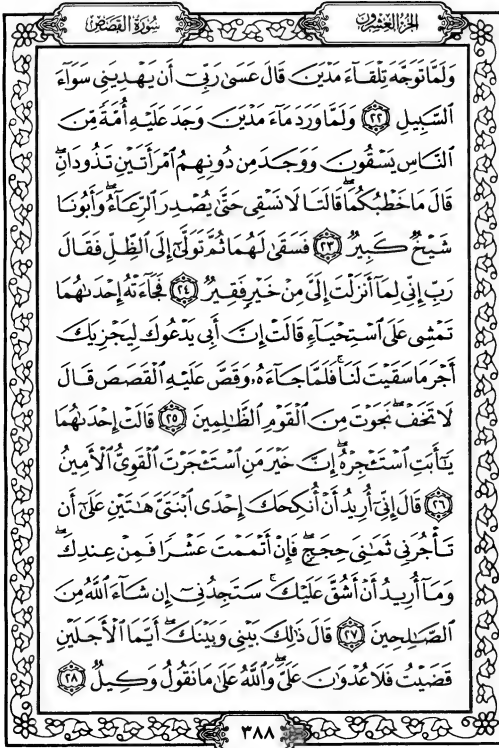 الجزء العشرون
سورة القصص
وَلَمَّا تَوَجَّهَ تِلْقَآءَ مَدْيَنَ قَالَ عَسَىٰ رَبِّىٓ أَن يَهْدِيَنِى سَوَآءَ
ٱلسَّبِيلِ ﴿٢٢﴾ وَلَمَّا وَرَدَ مَآءَ مَدْيَنَ وَجَدَ عَلَيْهِ أُمَّةً مِّنَ
ٱلنَّاسِ يَسْقُونَ وَوَجَدَ مِن دُونِهِمُ ٱمْرَأَتَيْنِ تَذُودَانِ ۖ
قَالَ مَا خَطْبُكُمَا ۖ قَالَتَا لَا نَسْقِى حَتَّىٰ يُصْدِرَ ٱلرِّعَآءُ ۖ وَأَبُونَا
شَيْخٌ كَبِيرٌ ﴿٢٣﴾ فَسَقَىٰ لَهُمَا ثُمَّ تَوَلَّىٰٓ إِلَى ٱلظِّلِّ فَقَالَ
رَبِّ إِنِّى لِمَآ أَنزَلْتَ إِلَىَّ مِنْ خَيْرٍ فَقِيرٌ ﴿٢٤﴾ فَجَآءَتْهُ إِحْدَىٰهُمَا
تَمْشِى عَلَى ٱسْتِحْيَآءٍ قَالَتْ إِنَّ أَبِى يَدْعُوكَ لِيَجْزِيَكَ
أَجْرَ مَا سَقَيْتَ لَنَا ۚ فَلَمَّا جَآءَهُۥ وَقَصَّ عَلَيْهِ ٱلْقَصَصَ قَالَ
لَا تَخَفْ ۖ نَجَوْتَ مِنَ ٱلْقَوْمِ ٱلظَّٰلِمِينَ ﴿٢٥﴾ قَالَتْ إِحْدَىٰهُمَا
يَٰٓأَبَتِ ٱسْتَـْٔجِرْهُ ۖ إِنَّ خَيْرَ مَنِ ٱسْتَـْٔجَرْتَ ٱلْقَوِىُّ ٱلْأَمِينُ
﴿٢٦﴾ قَالَ إِنِّىٓ أُرِيدُ أَنْ أُنكِحَكَ إِحْدَى ٱبْنَتَىَّ هَٰتَيْنِ عَلَىٰٓ أَن
تَأْجُرَنِى ثَمَٰنِىَ حِجَجٍ ۖ فَإِنْ أَتْمَمْتَ عَشْرًا فَمِنْ عِندِكَ ۖ
وَمَآ أُرِيدُ أَنْ أَشُقَّ عَلَيْكَ ۚ سَتَجِدُنِىٓ إِن شَآءَ ٱللَّهُ مِنَ
ٱلصَّٰلِحِينَ ﴿٢٧﴾ قَالَ ذَٰلِكَ بَيْنِى وَبَيْنَكَ ۖ أَيَّمَا ٱلْأَجَلَيْنِ
قَضَيْتُ فَلَا عُدْوَٰنَ عَلَىَّ ۖ وَٱللَّهُ عَلَىٰ مَا نَقُولُ وَكِيلٌ ﴿٢٨﴾
٣٨٨